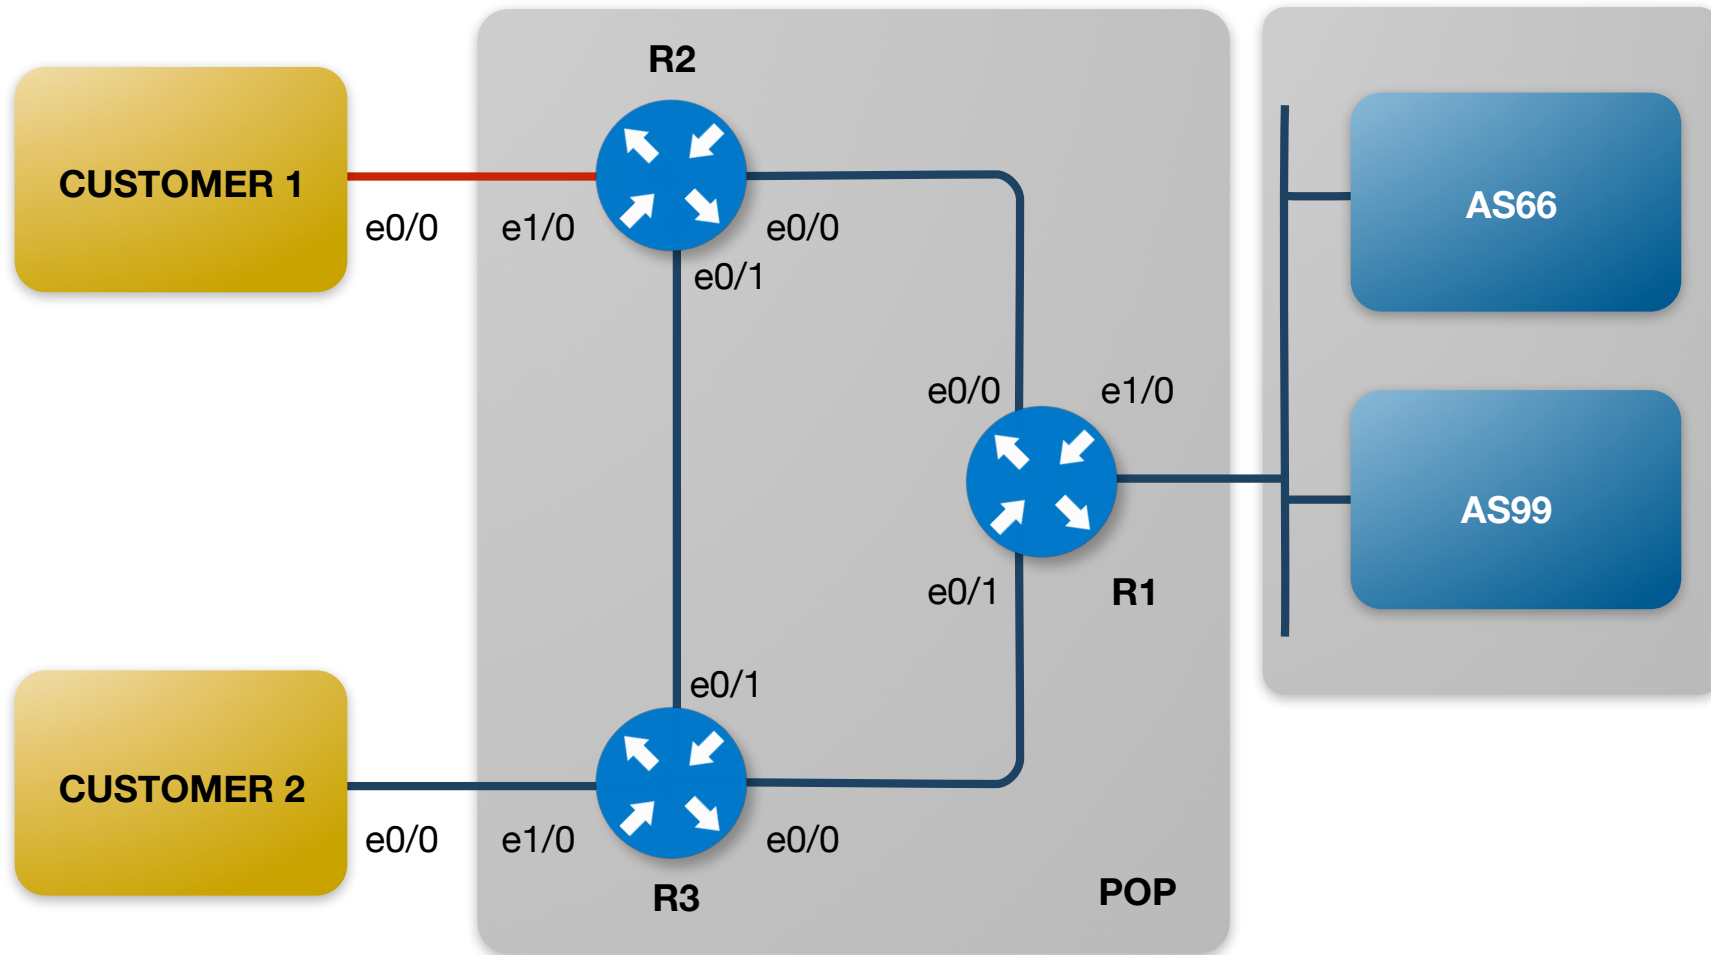 R2
CUSTOMER 1
AS66
e0/0
e1/0
e0/0
e0/1
e0/0
e1/0
AS99
e0/1
R1
e0/1
CUSTOMER 2
e0/0
e1/0
e0/0
R3
POP